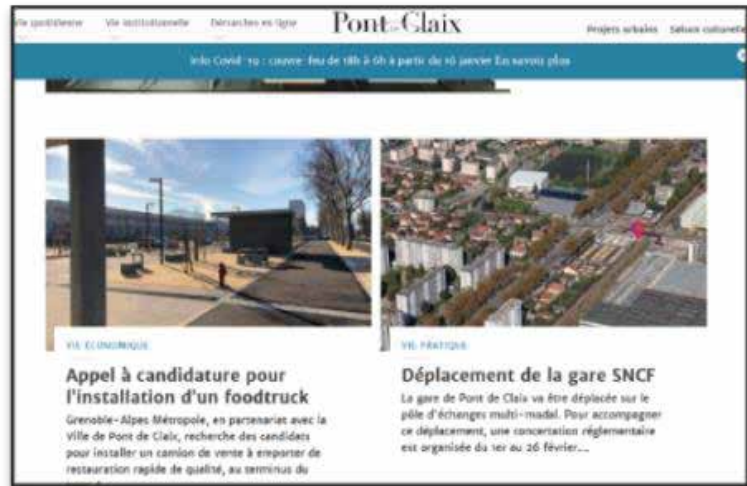 Vie quotidienne Vie institutionnelle Démarches en ligne Pont de Claix Projets urbains Saison culturelle
Info Covid-19 : couvre-feu de 18h à 6h à partir du 16 janvier En savoir plus
VIE ÉCONOMIQUE
Appel à candidature pour
l'installation d'un foodtruck
Grenoble-Alpes Métropole, en partenariat avec la
Ville de Pont de Claix, recherche des candidats
pour installer un camion de vente à emporter de
restauration rapide de qualité, au terminus du
VIE PRATIQUE
Déplacement de la gare SNCF
La gare de Pont de Claix va être déplacée sur le
pôle d'échanges multi-modal. Pour accompagner
ce déplacement, une concertation réglementaire
est organisée du 1er au 26 février....